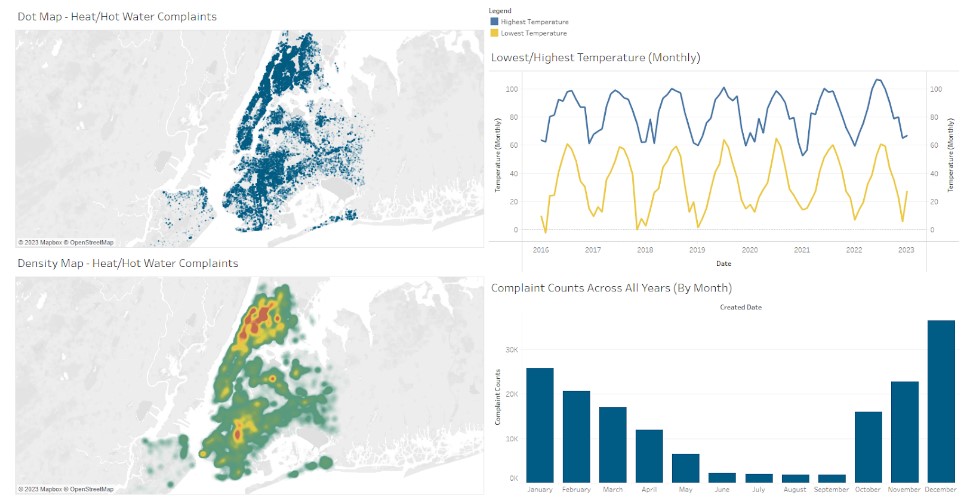 Dot Map - Heat/Hot Water Complaints
© 2023 Mapbox © OpenStreetMap
Density Map - Heat/Hot Water Complaints
© 2023 Mapbox © OpenStreetMap
Legend
Highest Temperature
Lowest Temperature
Lowest/Highest Temperature (Monthly)
Temperature (Monthly)
100
80
60
40
20
0
100
80
60
40
20
0
Temperature (Monthly)
2016 2017 2018 2019 2020 2021 2022 2023
Date
Complaint Counts Across All Years (By Month)
Created Date
Complaint Counts
30K
20K
10K
0K
January February March April May June July August September October November December